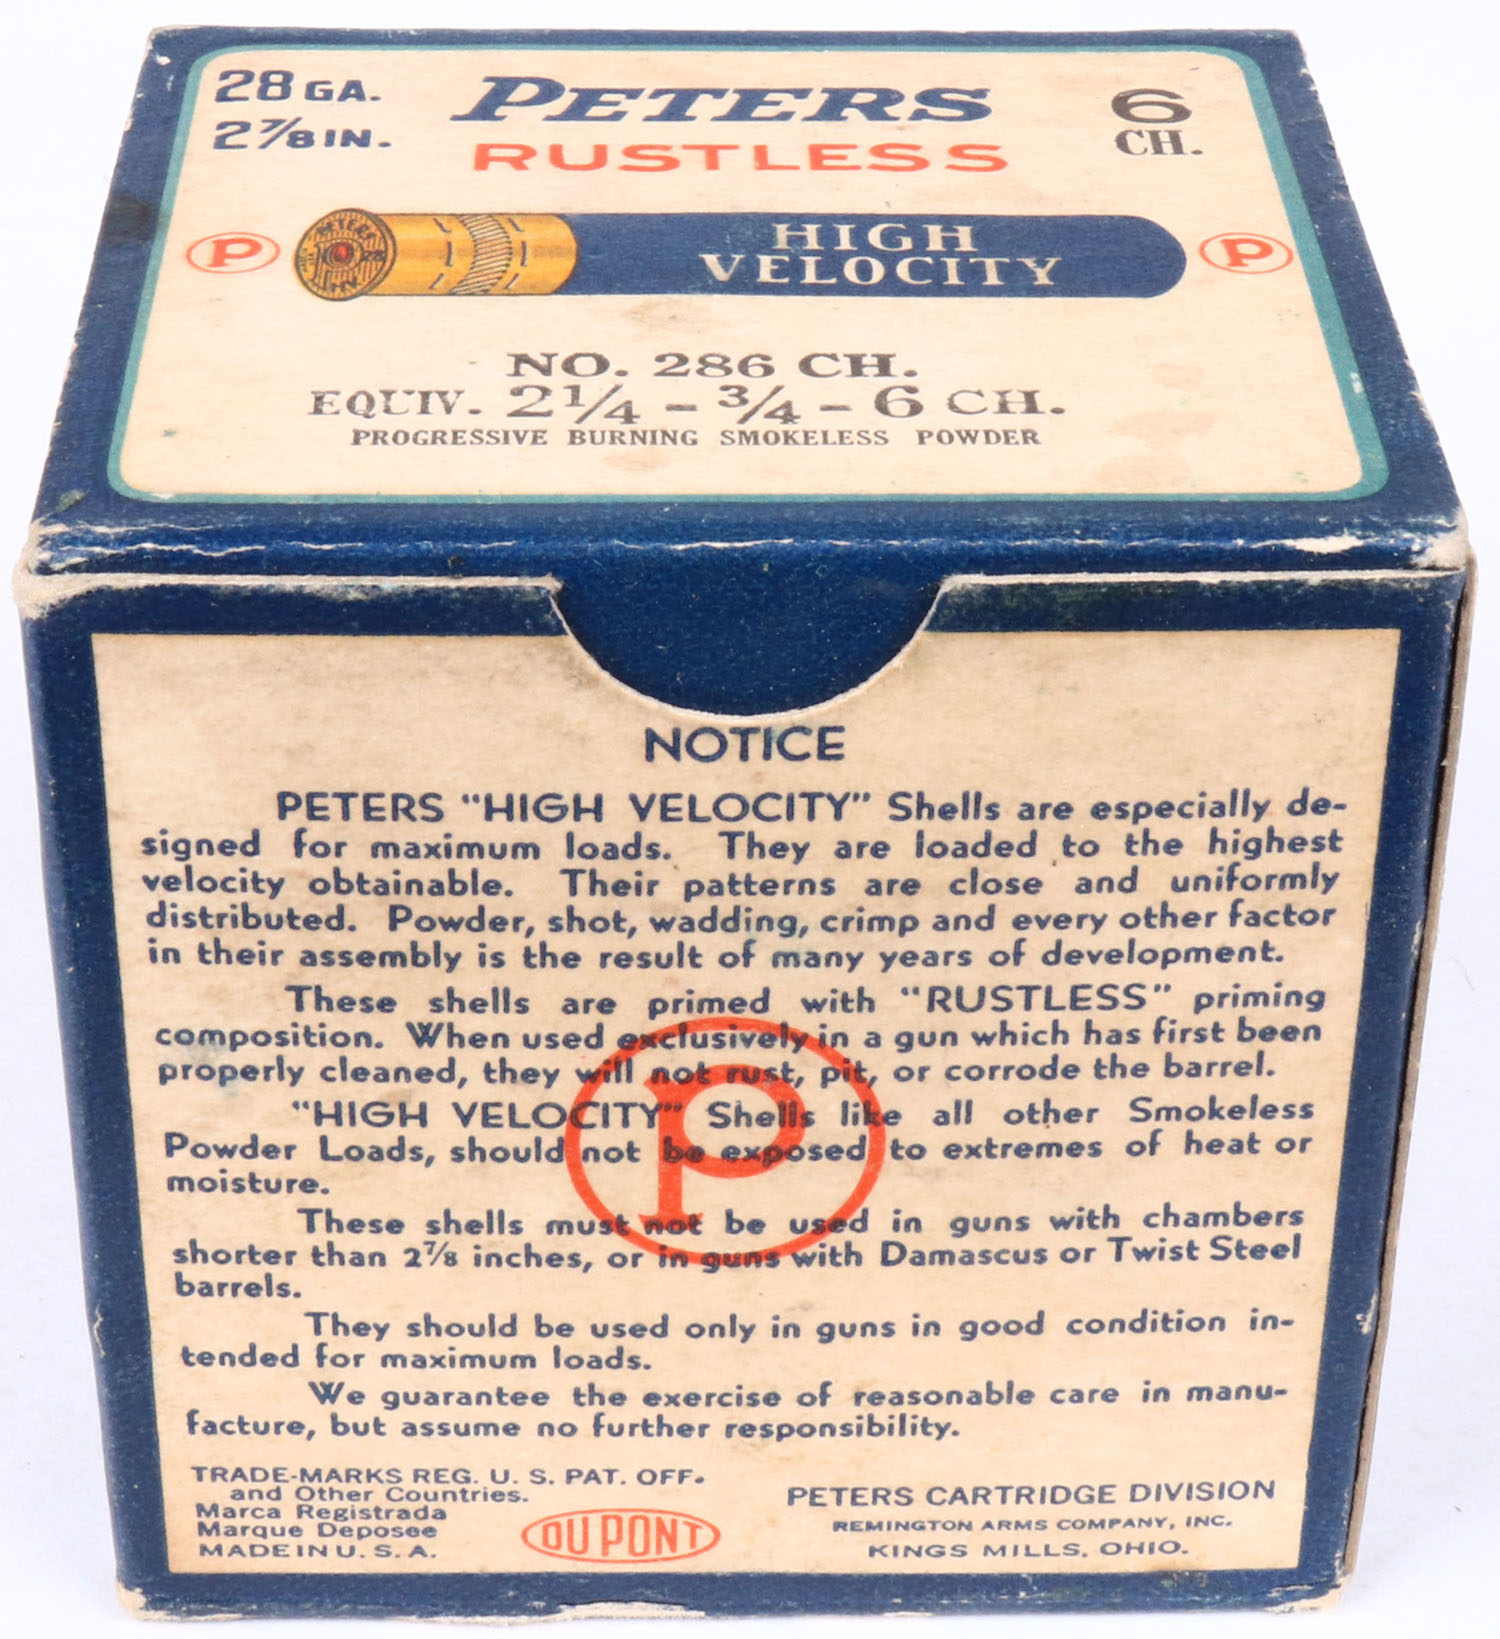 28 GA. PETERS 6
2 7/8 IN. RUSTLESS CH.
P HIGH P
VELOCITY
PETERS
28
H.V.
NO. 286 CH.
EQUIV. 2 1/4 - 3/4 - 6 CH.
PROGRESSIVE BURNING SMOKELESS POWDER
NOTICE
PETERS "HIGH VELOCITY" Shells are especially de-
signed for maximum loads. They are loaded to the highest
velocity obtainable. Their patterns are close and uniformly
distributed. Powder, shot, wadding, crimp and every other factor
in their assembly is the result of many years of development.
These shells are primed with "RUSTLESS" priming
composition. When used exclusively in a gun which has first been
properly cleaned, they will not rust, pit, or corrode the barrel.
"HIGH VELOCITY" Shells like all other Smokeless
Powder Loads, should not be exposed to extremes of heat or
moisture.
P
These shells must not be used in guns with chambers
shorter than 2 7/8 inches, or in guns with Damascus or Twist Steel
barrels.
They should be used only in guns in good condition in-
tended for maximum loads.
We guarantee the exercise of reasonable care in manu-
facture, but assume no further responsibility.
TRADE-MARKS REG. U. S. PAT. OFF.
and Other Countries.
Marca Registrada
Marque Deposee
MADE IN U. S. A.
DU PONT
PETERS CARTRIDGE DIVISION
REMINGTON ARMS COMPANY, INC.
KINGS MILLS, OHIO.